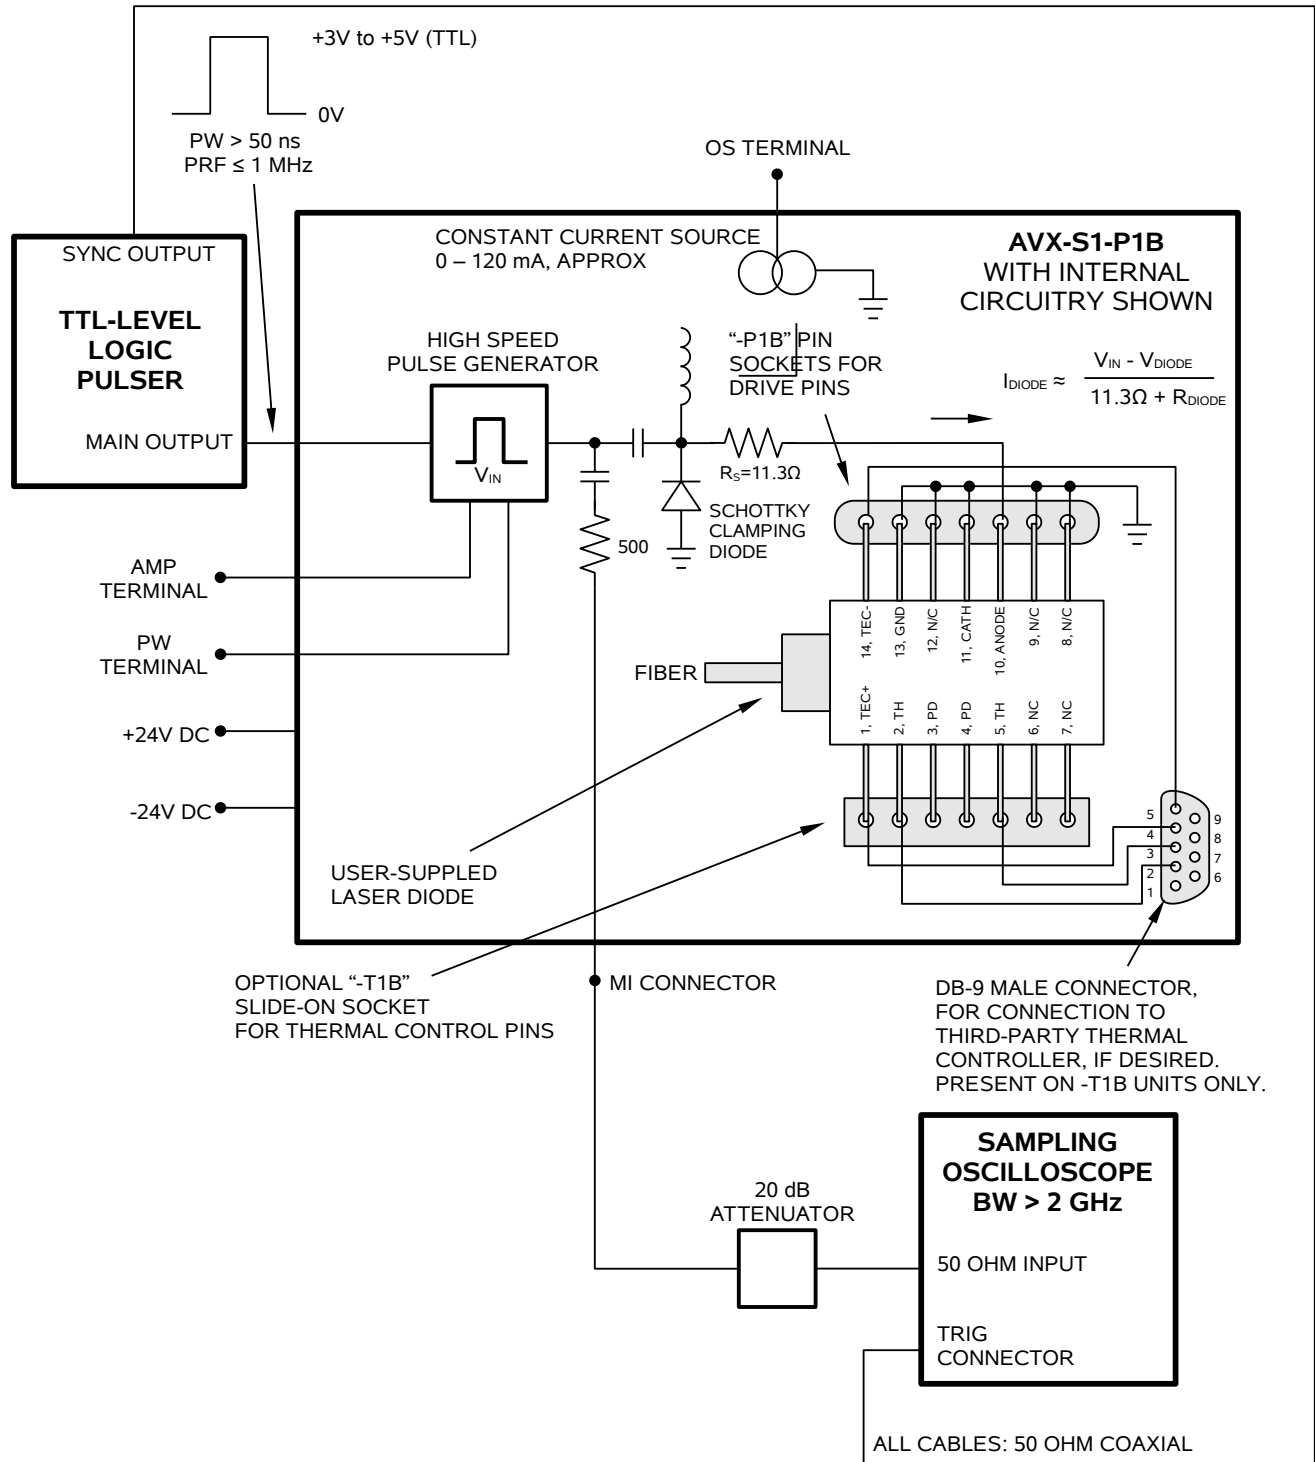 +3V to +5V (TTL)
0V
PW > 50 ns
PRF ≤ 1 MHz
OS TERMINAL
SYNC OUTPUT
TTL-LEVEL
LOGIC
PULSER
MAIN OUTPUT
CONSTANT CURRENT SOURCE
0 – 120 mA, APPROX
AVX-S1-P1B
WITH INTERNAL
CIRCUITRY SHOWN
HIGH SPEED
PULSE GENERATOR
VIN
“-P1B” PIN
SOCKETS FOR
DRIVE PINS
IDIODE ≈
VIN - VDIODE
11.3Ω + RDIODE
RS=11.3Ω
SCHOTTKY
CLAMPING
DIODE
500
AMP
TERMINAL
PW
TERMINAL
+24V DC
-24V DC
FIBER
14, TEC-
13, GND
12, N/C
11, CATH
10, ANODE
9, N/C
8, N/C
1, TEC+
2, TH
3, PD
4, PD
5, TH
6, NC
7, NC
5
4
3
2
1
9
8
7
6
USER-SUPPLED
LASER DIODE
OPTIONAL “-T1B”
SLIDE-ON SOCKET
FOR THERMAL CONTROL PINS
MI CONNECTOR
DB-9 MALE CONNECTOR,
FOR CONNECTION TO
THIRD-PARTY THERMAL
CONTROLLER, IF DESIRED.
PRESENT ON -T1B UNITS ONLY.
20 dB
ATTENUATOR
SAMPLING
OSCILLOSCOPE
BW > 2 GHz
50 OHM INPUT
TRIG
CONNECTOR
ALL CABLES: 50 OHM COAXIAL